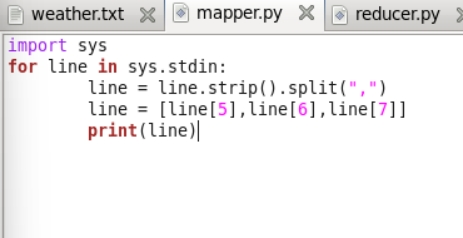 weather.txt mapper.py reducer.py
import sys
for line in sys.stdin:
        line = line.strip().split(",")
        line = [line[5],line[6],line[7]]
        print(line)